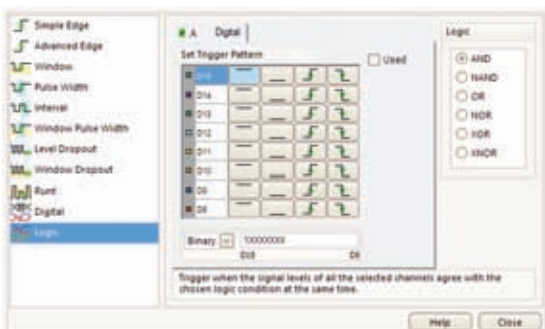 Simple Edge
Advanced Edge
Window
Pulse Width
Interval
Window Pulse Width
Level Dropout
Window Dropout
Runt
Digital
Logic
A Digital
Set Trigger Pattern
Used
D15
D14
D13
D12
D11
D10
D9
D8
Binary
D15 D8
Logic
AND
NAND
OR
NOR
XOR
XNOR
Trigger when the signal levels of all the selected channels agree with the
chosen logic condition at the same time.
Help Close